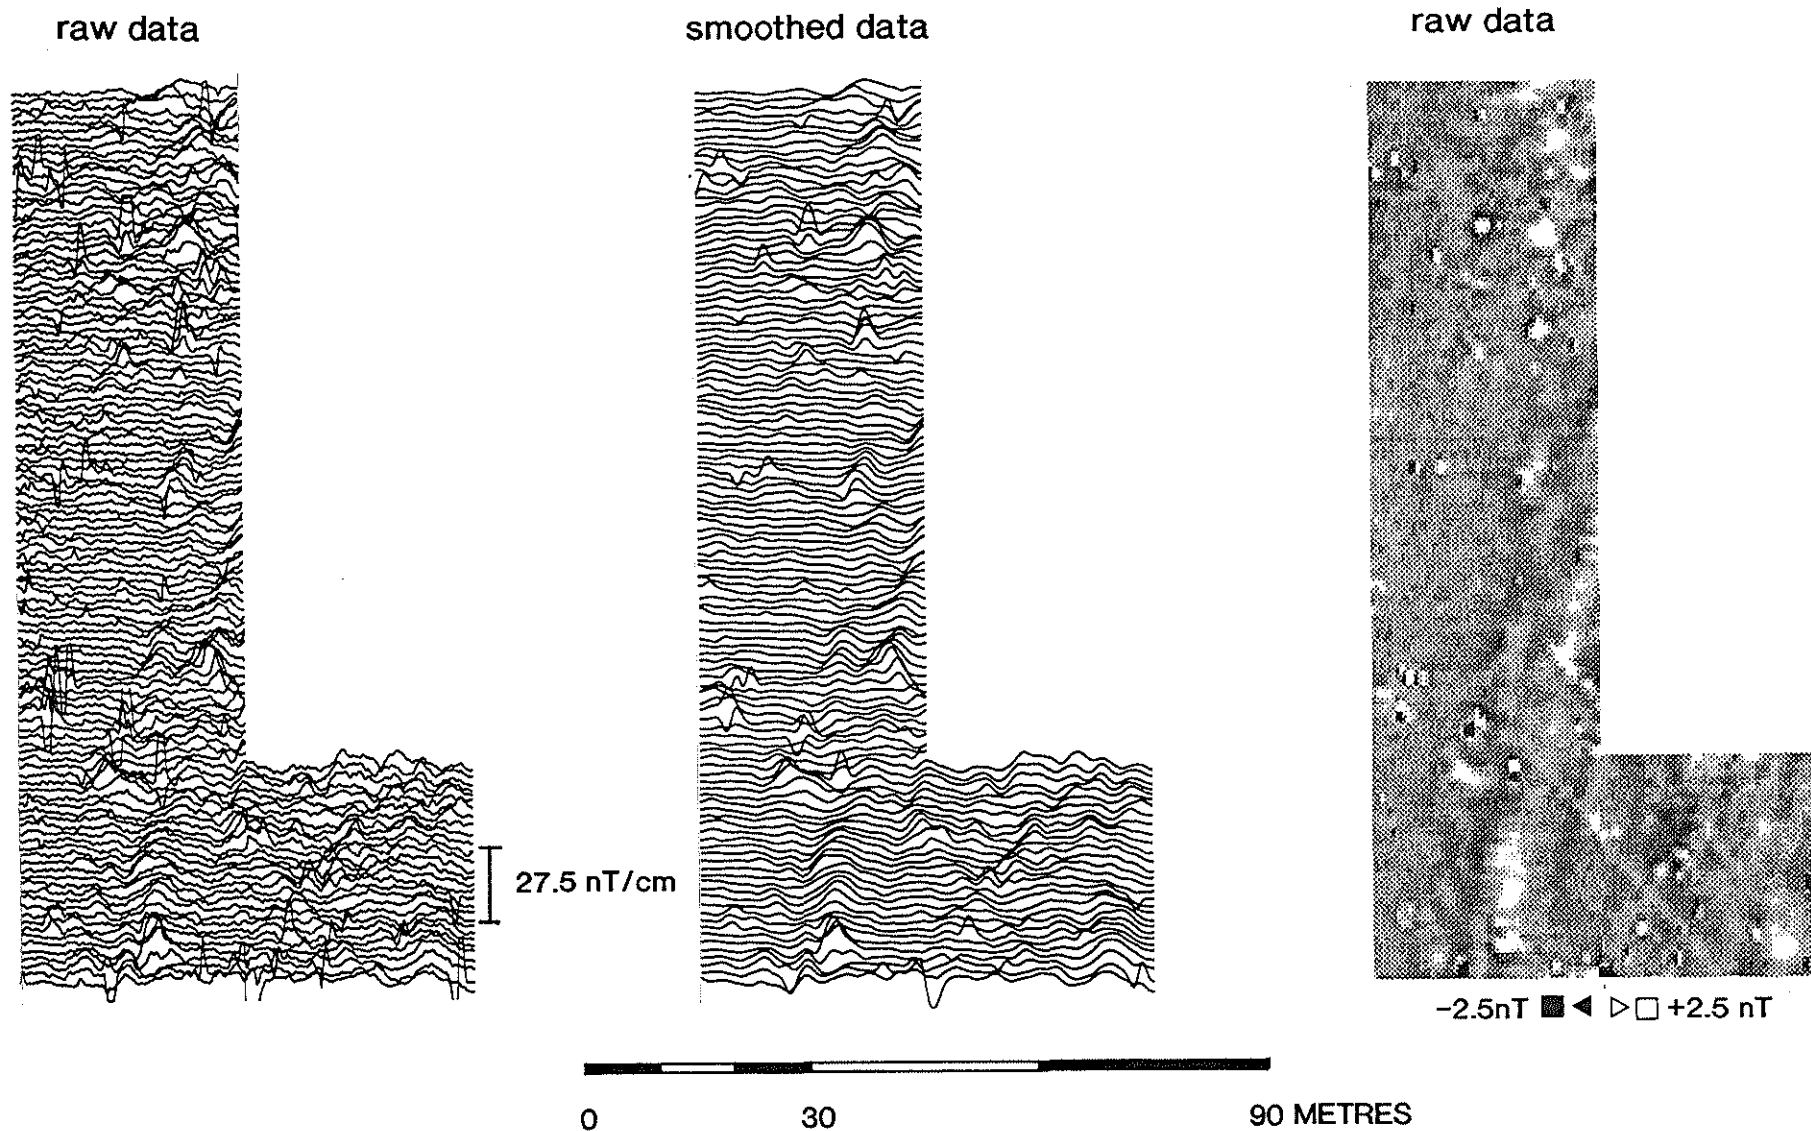 raw data
smoothed data
raw data
27.5 nT/cm
-2.5nT +2.5 nT
0 30 90 METRES